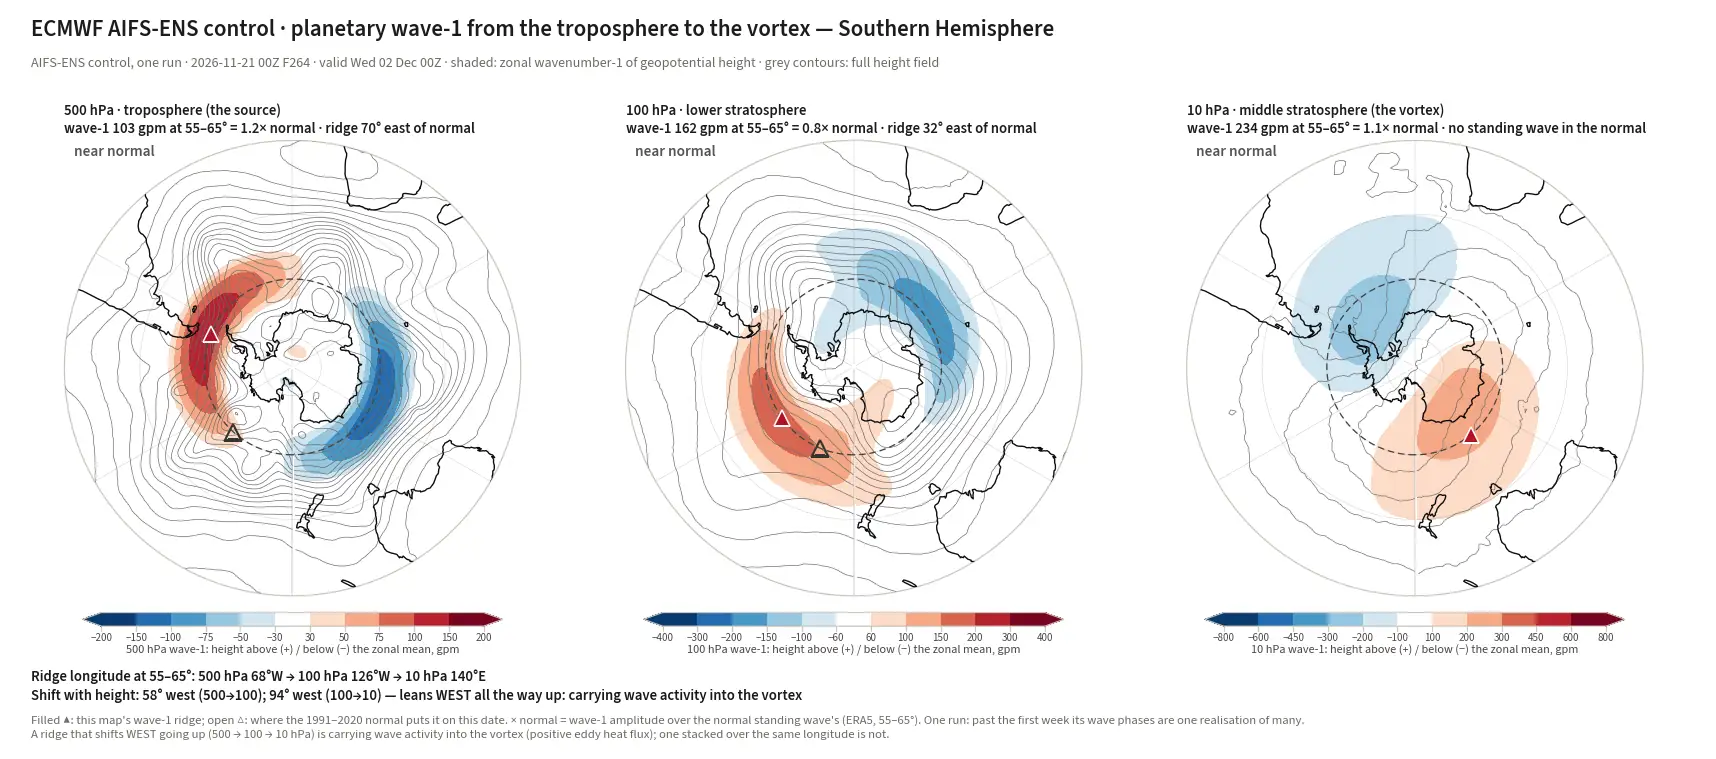 ECMWF AIFS-ENS control · planetary wave-1 from the troposphere to the vortex — Southern Hemisphere
AIFS-ENS control, one run · 2026-11-21 00Z F264 · valid Wed 02 Dec 00Z · shaded: zonal wavenumber-1 of geopotential height · grey contours: full height field
500 hPa · troposphere (the source)
wave-1 103 gpm at 55–65° = 1.2× normal · ridge 70° east of normal
near normal
100 hPa · lower stratosphere
wave-1 162 gpm at 55–65° = 0.8× normal · ridge 32° east of normal
near normal
10 hPa · middle stratosphere (the vortex)
wave-1 234 gpm at 55–65° = 1.1× normal · no standing wave in the normal
near normal
−200 −150 −100 −75 −50 −30 30 50 75 100 150 200
500 hPa wave-1: height above (+) / below (−) the zonal mean, gpm
−400 −300 −200 −150 −100 −60 60 100 150 200 300 400
100 hPa wave-1: height above (+) / below (−) the zonal mean, gpm
−800 −600 −450 −300 −200 −100 100 200 300 450 600 800
10 hPa wave-1: height above (+) / below (−) the zonal mean, gpm
Ridge longitude at 55–65°: 500 hPa 68°W → 100 hPa 126°W → 10 hPa 140°E
Shift with height: 58° west (500→100); 94° west (100→10) — leans WEST all the way up: carrying wave activity into the vortex
Filled ▲: this map's wave-1 ridge; open △: where the 1991–2020 normal puts it on this date. × normal = wave-1 amplitude over the normal standing wave's (ERA5, 55–65°). One run: past the first week its wave phases are one realisation of many.
A ridge that shifts WEST going up (500 → 100 → 10 hPa) is carrying wave activity into the vortex (positive eddy heat flux); one stacked over the same longitude is not.